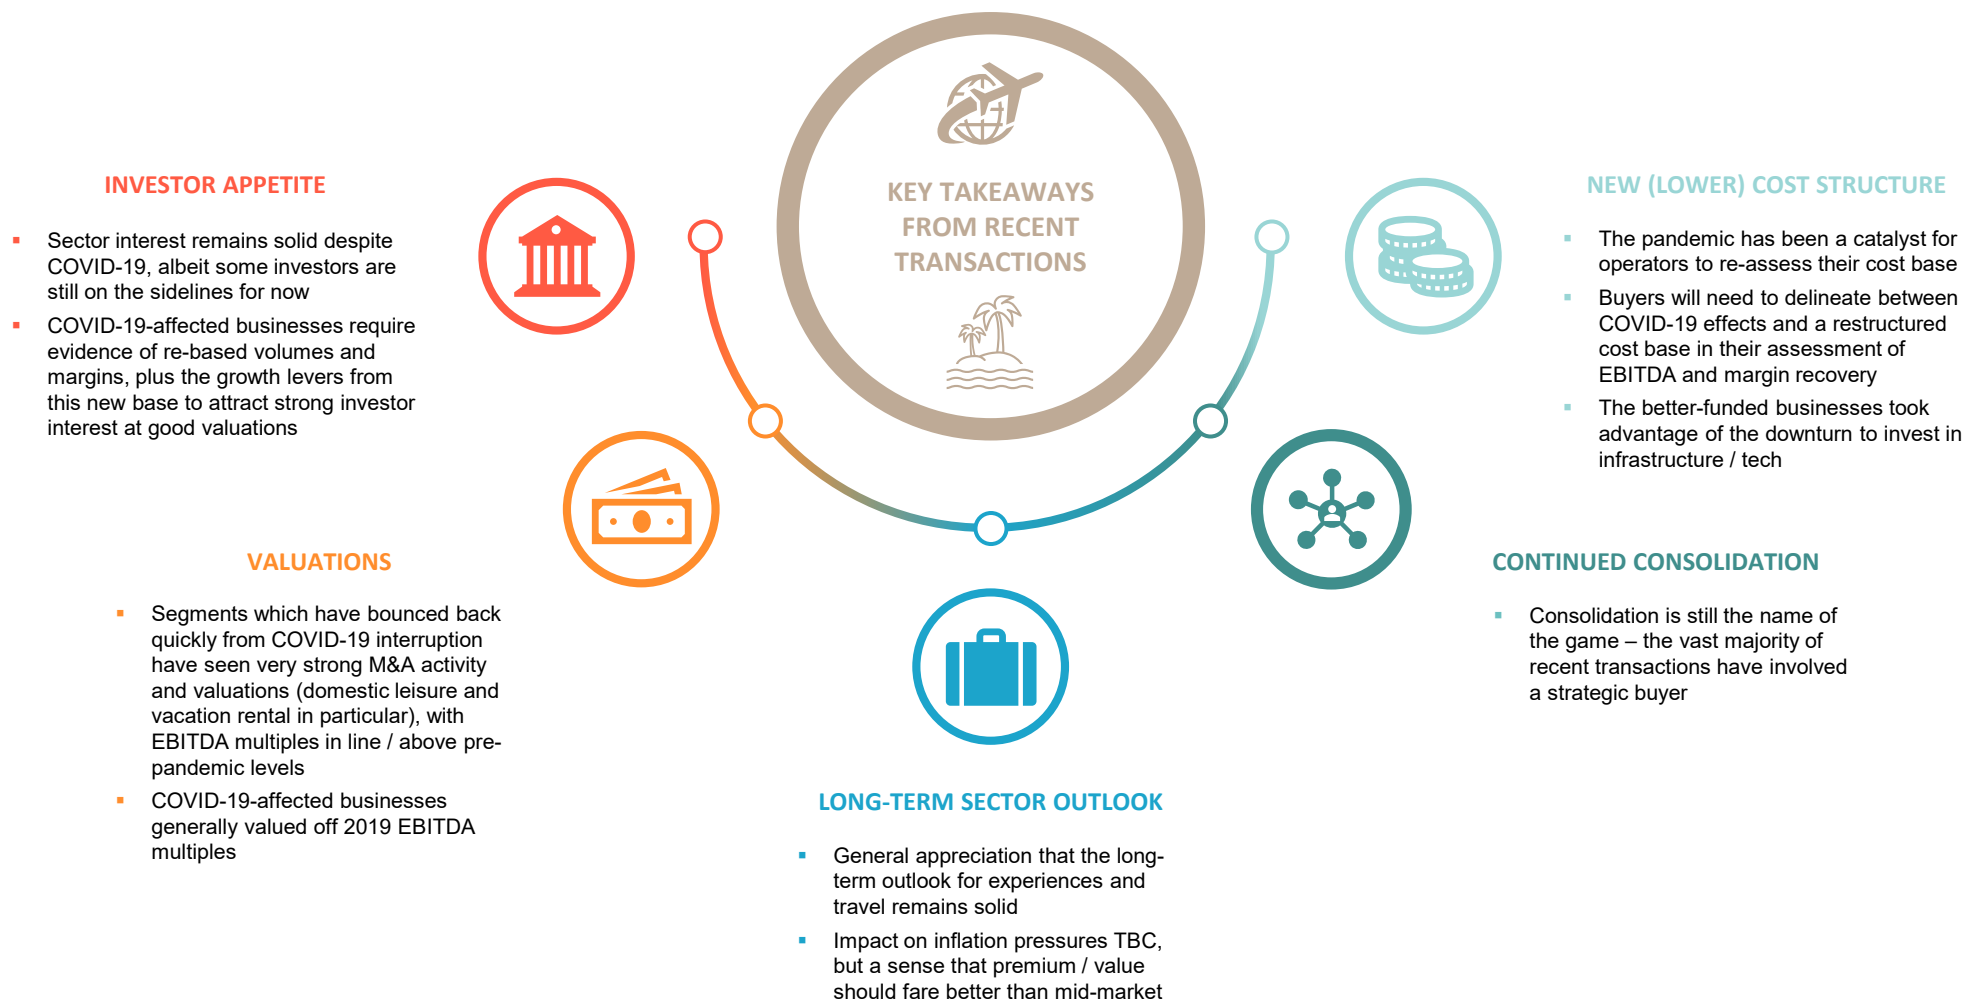 KEY TAKEAWAYS
FROM RECENT
TRANSACTIONS
INVESTOR APPETITE
▪ Sector interest remains solid despite
COVID-19, albeit some investors are
still on the sidelines for now
▪ COVID-19-affected businesses require
evidence of re-based volumes and
margins, plus the growth levers from
this new base to attract strong investor
interest at good valuations
VALUATIONS
▪ Segments which have bounced back
quickly from COVID-19 interruption
have seen very strong M&A activity
and valuations (domestic leisure and
vacation rental in particular), with
EBITDA multiples in line / above pre-
pandemic levels
▪ COVID-19-affected businesses
generally valued off 2019 EBITDA
multiples
LONG-TERM SECTOR OUTLOOK
▪ General appreciation that the long-
term outlook for experiences and
travel remains solid
▪ Impact on inflation pressures TBC,
but a sense that premium / value
should fare better than mid-market
CONTINUED CONSOLIDATION
▪ Consolidation is still the name of
the game – the vast majority of
recent transactions have involved
a strategic buyer
NEW (LOWER) COST STRUCTURE
▪ The pandemic has been a catalyst for
operators to re-assess their cost base
▪ Buyers will need to delineate between
COVID-19 effects and a restructured
cost base in their assessment of
EBITDA and margin recovery
▪ The better-funded businesses took
advantage of the downturn to invest in
infrastructure / tech